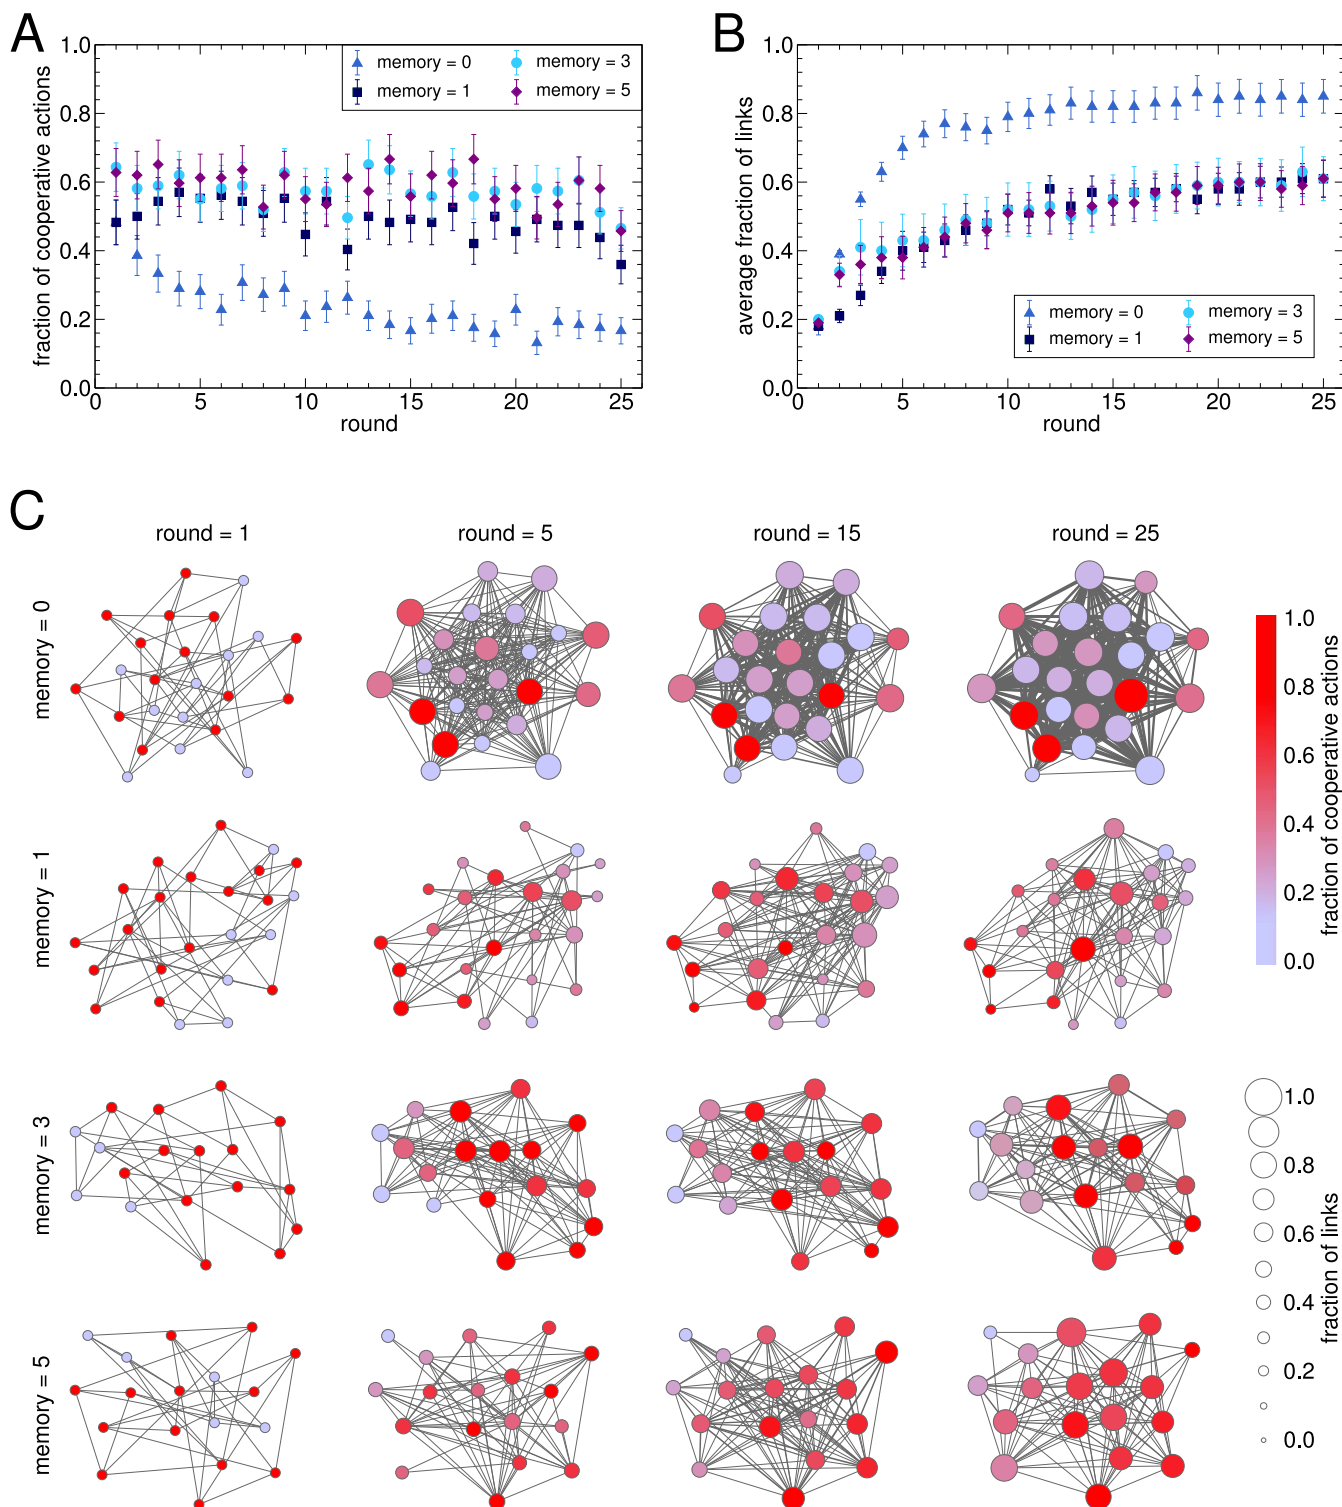 A
fraction of cooperative actions
1.0
0.8
0.6
0.4
0.2
0.0
0 5 10 15 20 25
round
memory = 0
memory = 3
memory = 1
memory = 5
B
average fraction of links
1.0
0.8
0.6
0.4
0.2
0.0
0 5 10 15 20 25
round
memory = 0
memory = 3
memory = 1
memory = 5
C
round = 1 round = 5 round = 15 round = 25
memory = 0
memory = 1
memory = 3
memory = 5
1.0
0.8
0.6
0.4
0.2
0.0
fraction of cooperative actions
1.0
0.8
0.6
0.4
0.2
0.0
fraction of links